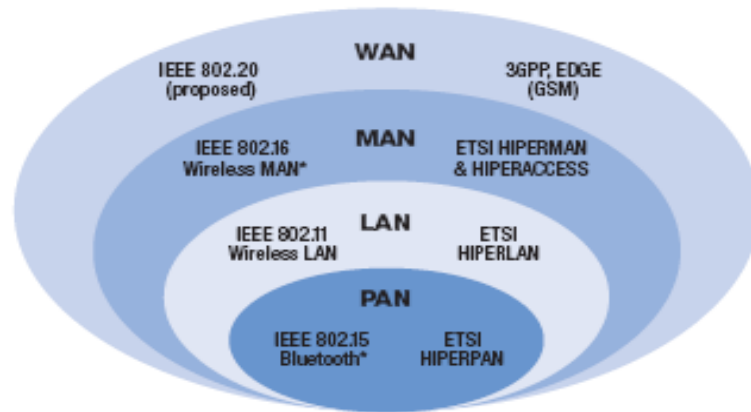 WAN
IEEE 802.20
(proposed)
3GPP, EDGE
(GSM)
MAN
IEEE 802.16
Wireless MAN*
ETSI HIPERMAN
& HIPERACCESS
LAN
IEEE 802.11
Wireless LAN
ETSI
HIPERLAN
PAN
IEEE 802.15
Bluetooth*
ETSI
HIPERPAN